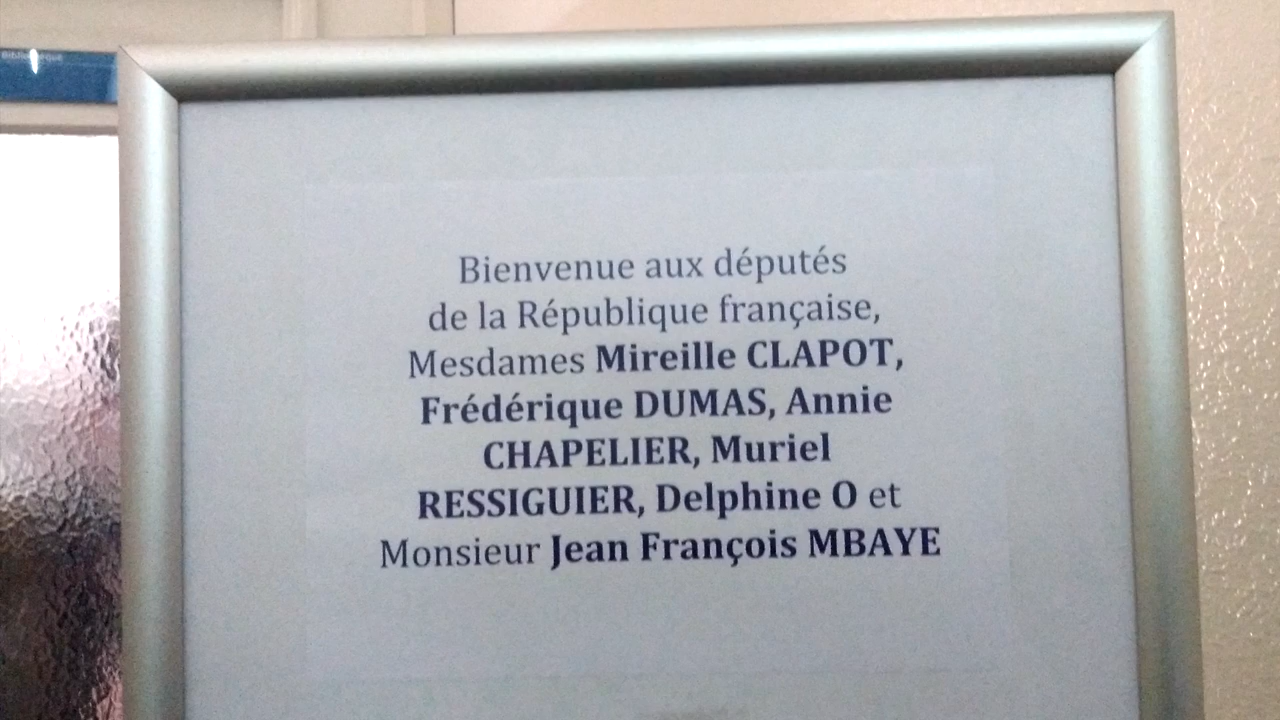 Bibliothèque
Bienvenue aux députés
de la République française,
Mesdames Mireille CLAPOT,
Frédérique DUMAS, Annie
CHAPELIER, Muriel
RESSIGUIER, Delphine O et
Monsieur Jean François MBAYE